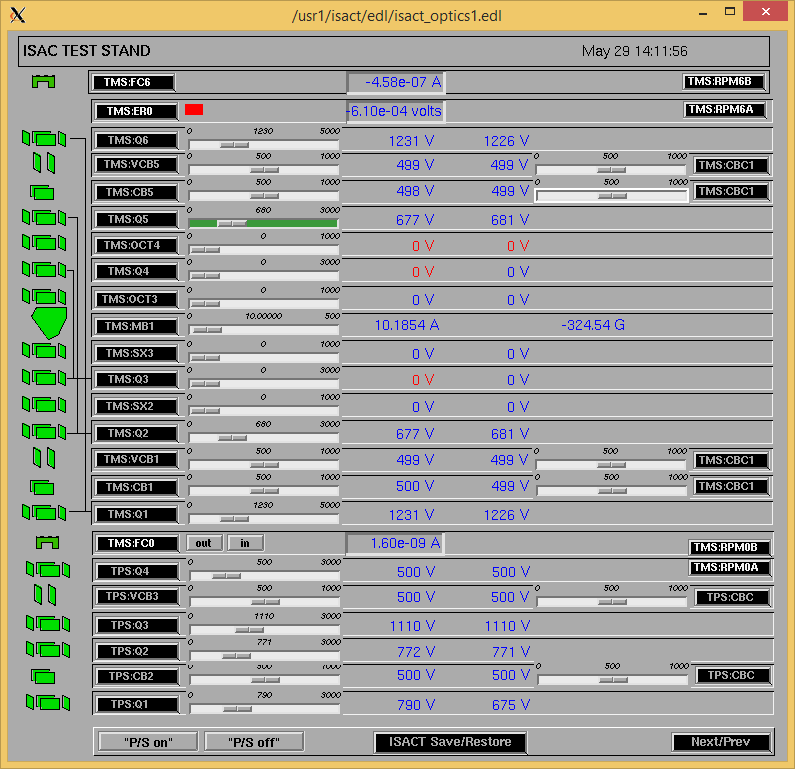 /usr1/isact/edl/isact_optics1.edl
ISAC TEST STAND May 29 14:11:56
TMS:FC6 -4.58e-07 A TMS:RPM6B
TMS:ER0 -6.10e-04 volts TMS:RPM6A
0 1230 5000
TMS:Q6 1231 V 1226 V
0 500 1000 0 500 1000
TMS:VCB5 499 V 499 V TMS:CBC1
0 500 1000 0 500 1000
TMS:CB5 498 V 499 V TMS:CBC1
0 680 3000
TMS:Q5 677 V 681 V
0 0 1000
TMS:OCT4 0 V 0 V
0 0 3000
TMS:Q4 0 V 0 V
0 0 1000
TMS:OCT3 0 V 0 V
0 10.00000 500
TMS:MB1 10.1854 A -324.54 G
0 0 1000
TMS:SX3 0 V 0 V
0 0 3000
TMS:Q3 0 V 0 V
0 0 1000
TMS:SX2 0 V 0 V
0 680 3000
TMS:Q2 677 V 681 V
0 500 1000 0 500 1000
TMS:VCB1 499 V 499 V TMS:CBC1
0 500 1000 0 500 1000
TMS:CB1 500 V 499 V TMS:CBC1
0 1230 5000
TMS:Q1 1231 V 1226 V
TMS:FC0 out in 1.60e-09 A TMS:RPM0B
0 500 3000 TMS:RPM0A
TPS:Q4 500 V 500 V
0 500 1000 0 500 1000
TPS:VCB3 500 V 500 V TPS:CBC
0 1110 3000
TPS:Q3 1110 V 1110 V
0 771 3000
TPS:Q2 772 V 771 V
0 500 1000 0 500 1000
TPS:CB2 500 V 500 V TPS:CBC
0 790 3000
TPS:Q1 790 V 675 V
"P/S on" "P/S off" ISACT Save/Restore Next/Prev